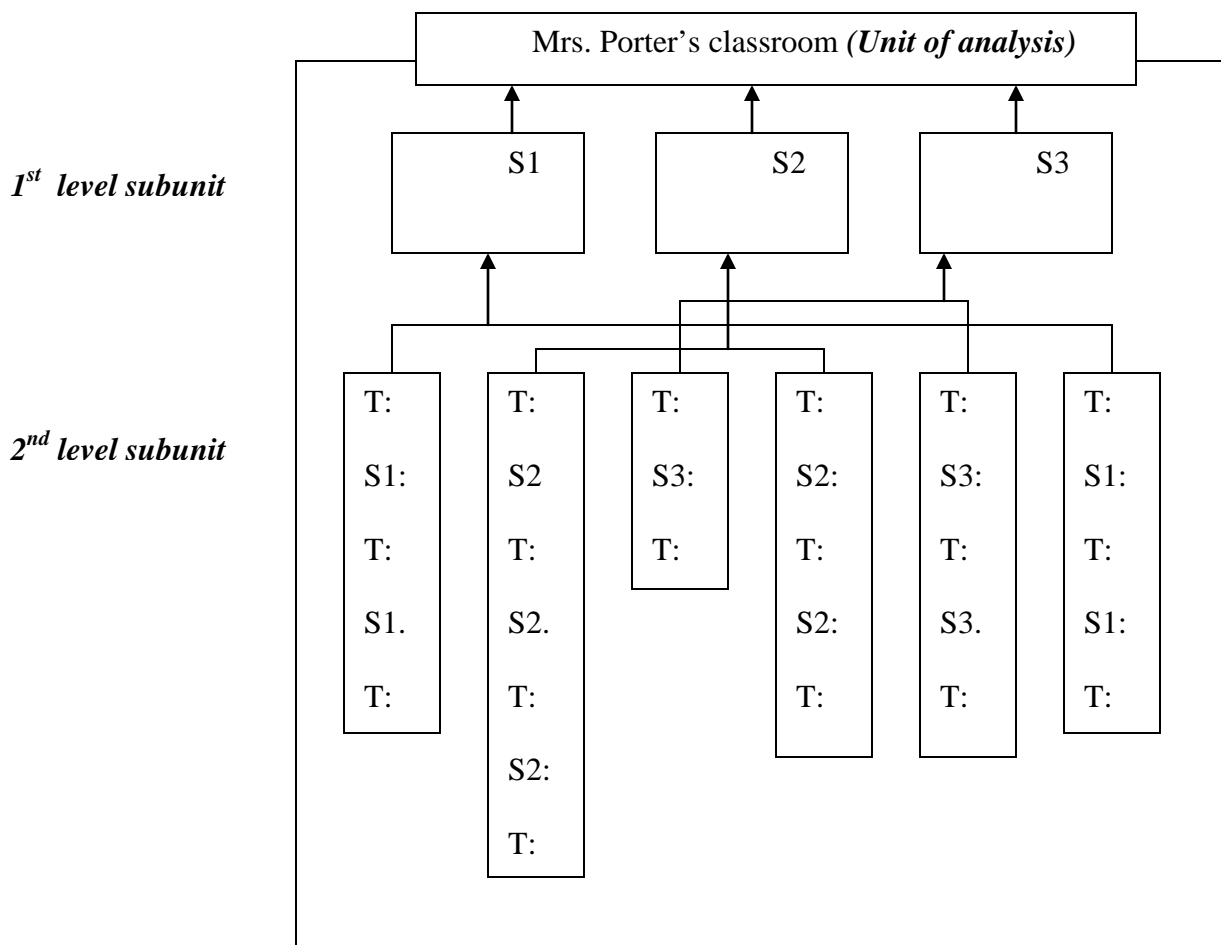 Mrs. Porter’s classroom (Unit of analysis)
S1
S2
S3
1st level subunit
2nd level subunit
T:
S1:
T:
S1.
T:
T:
S2
T:
S2.
T:
S2:
T:
T:
S3:
T:
T:
S2:
T:
S2:
T:
T:
S3:
T:
S3.
T:
T:
S1:
T:
S1:
T: